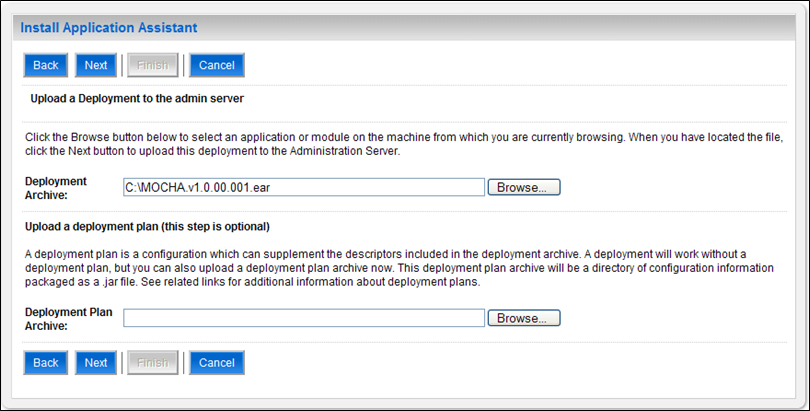 Install Application Assistant
Back Next Finish Cancel
Upload a Deployment to the admin server
Click the Browse button below to select an application or module on the machine from which you are currently browsing. When you have located the file,
click the Next button to upload this deployment to the Administration Server.
Deployment
Archive:
C:\MOCHA.v1.0.00.001.ear
Browse...
Upload a deployment plan (this step is optional)
A deployment plan is a configuration which can supplement the descriptors included in the deployment archive. A deployment will work without a
deployment plan, but you can also upload a deployment plan archive now. This deployment plan archive will be a directory of configuration information
packaged as a .jar file. See related links for additional information about deployment plans.
Deployment Plan
Archive:
Browse...
Back Next Finish Cancel